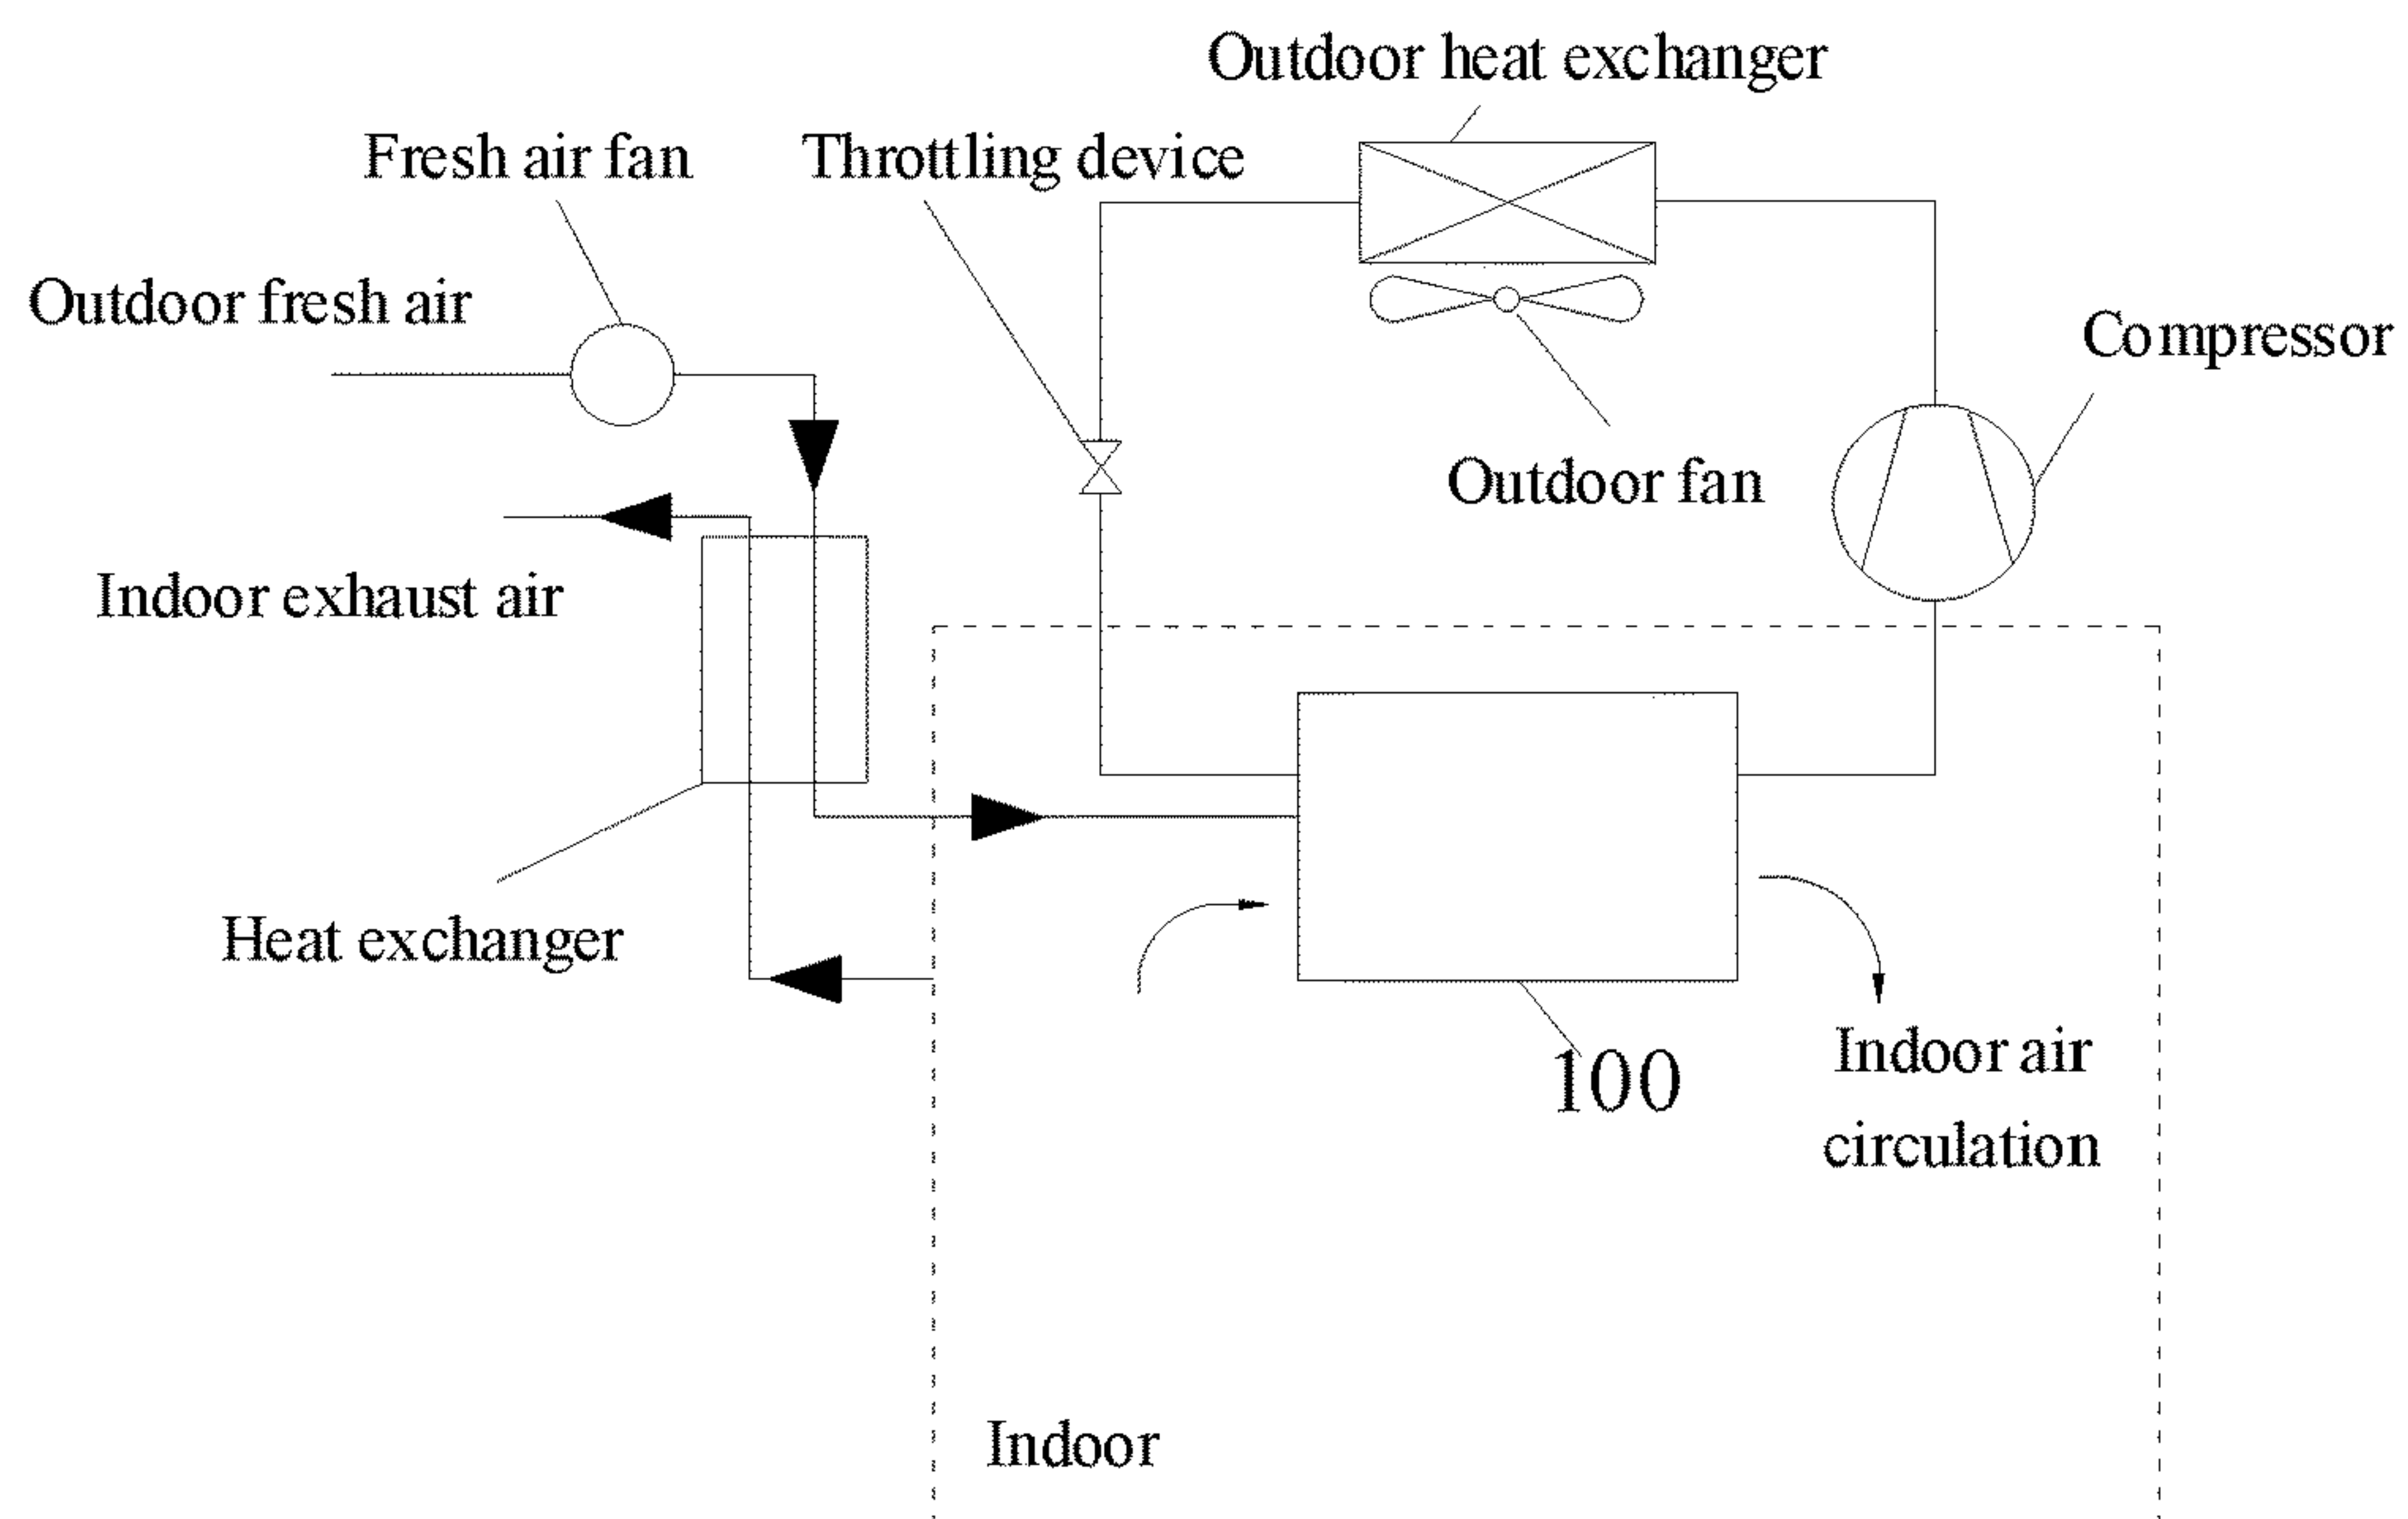 Outdoor heat exchanger
Fresh air fan
Throttling device
Outdoor fresh air
Compressor
Outdoor fan
Indoor exhaust air
Heat exchanger
100
Indoor air
circulation
Indoor